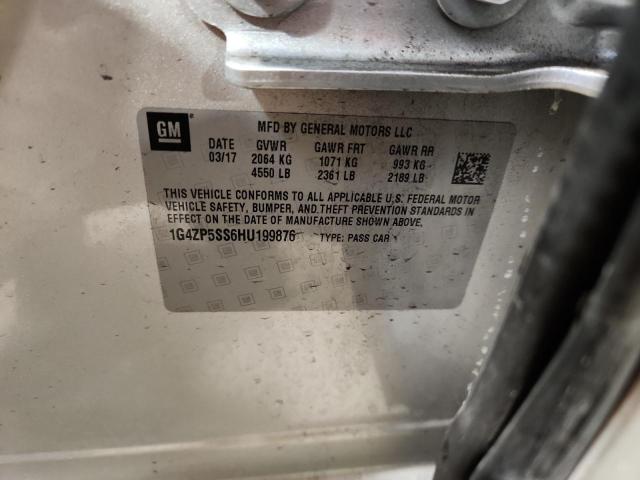 GM
MFD BY GENERAL MOTORS LLC
DATE GVWR GAWR FRT GAWR RR
03/17 2064 KG 1071 KG 993 KG
4550 LB 2361 LB 2189 LB
THIS VEHICLE CONFORMS TO ALL APPLICABLE U.S. FEDERAL MOTOR
VEHICLE SAFETY, BUMPER, AND THEFT PREVENTION STANDARDS IN
EFFECT ON THE DATE OF MANUFACTURE SHOWN ABOVE.
1G4ZP5SS6HU199876 TYPE: PASS CAR